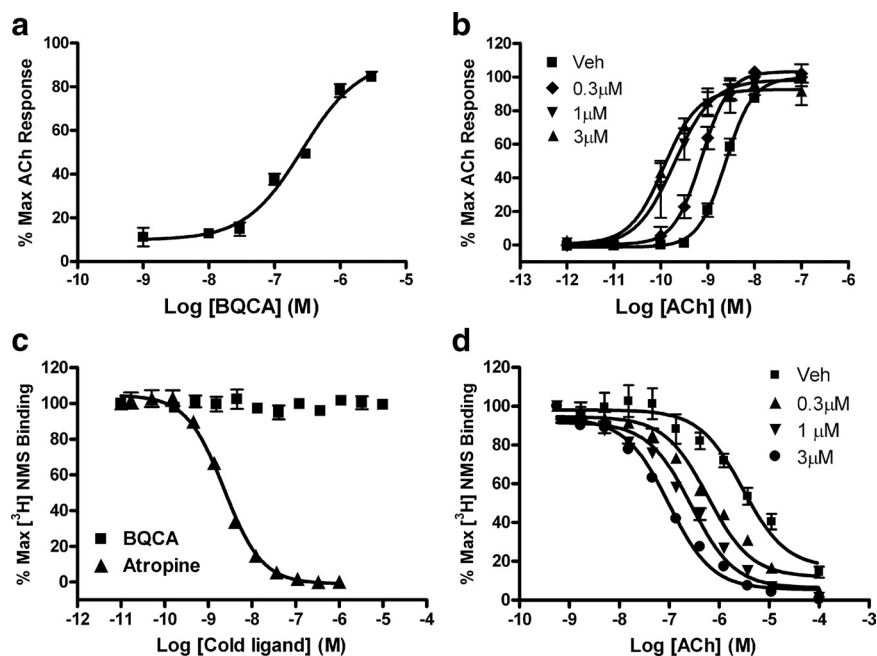 a
% Max ACh Response
100
80
60
40
20
0
-10
-9
-8
-7
-6
-5
Log [BQCA] (M)
b
% Max ACh Response
120
100
80
60
40
20
0
Veh
0.3µM
1µM
3µM
-13
-12
-11
-10
-9
-8
-7
-6
Log [ACh] (M)
c
% Max [³H] NMS Binding
120
100
80
60
40
20
0
BQCA
Atropine
-12
-11
-10
-9
-8
-7
-6
-5
-4
Log [Cold ligand] (M)
d
% Max [³H] NMS Binding
120
100
80
60
40
20
0
Veh
0.3µM
1 µM
3µM
-10
-9
-8
-7
-6
-5
-4
-3
Log [ACh] (M)